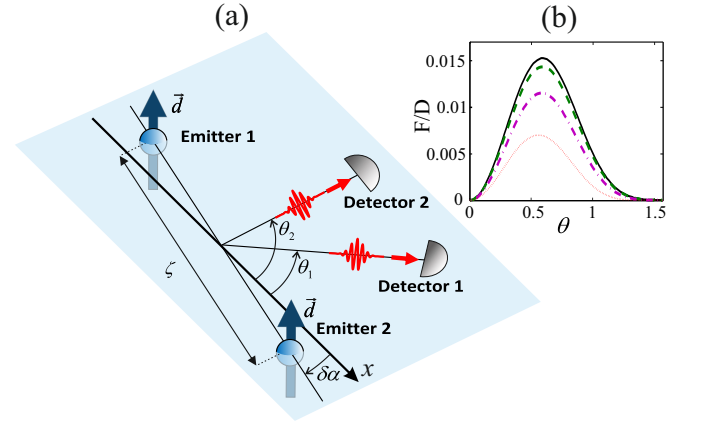 (a)
(b)
d⃗
Emitter 1
Detector 2
θ₂
θ₁
Detector 1
ζ
d⃗
Emitter 2
δα
x
F/D
0.015
0.01
0.005
0
0
0.5
1
1.5
θ